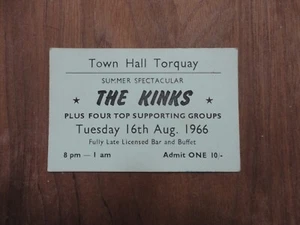 Town Hall Torquay
SUMMER SPECTACULAR
★ THE KINKS ★
PLUS FOUR TOP SUPPORTING GROUPS
Tuesday 16th Aug. 1966
Fully Late Licensed Bar and Buffet
8 pm — 1 am Admit ONE 10/-